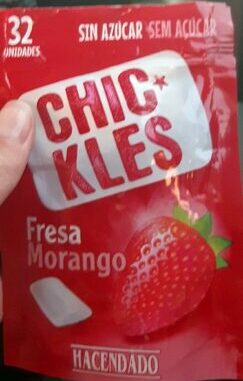 32
UNIDADES
SIN AZÚCAR SEM AÇÚCAR
CHIC
KLES
Fresa
Morango
HACENDADO